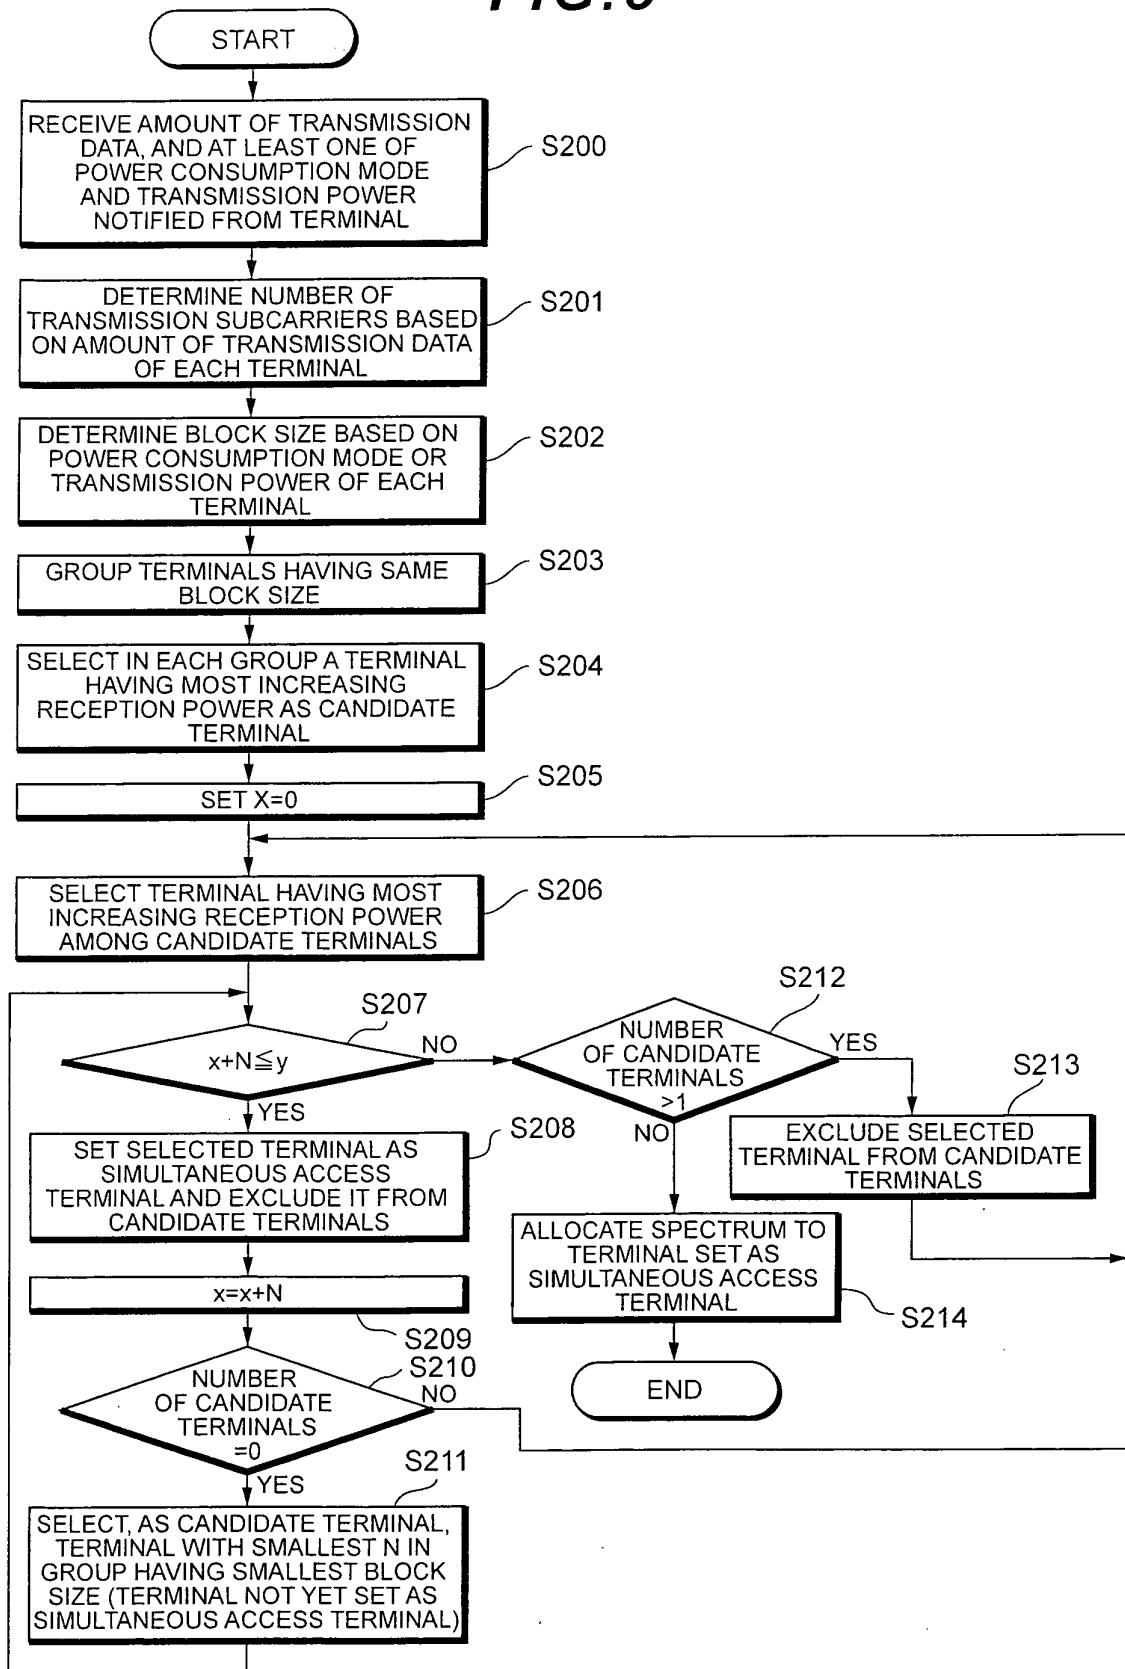 START
RECEIVE AMOUNT OF TRANSMISSION
DATA, AND AT LEAST ONE OF
POWER CONSUMPTION MODE
AND TRANSMISSION POWER
NOTIFIED FROM TERMINAL
S200
DETERMINE NUMBER OF
TRANSMISSION SUBCARRIERS BASED
ON AMOUNT OF TRANSMISSION DATA
OF EACH TERMINAL
S201
DETERMINE BLOCK SIZE BASED ON
POWER CONSUMPTION MODE OR
TRANSMISSION POWER OF EACH
TERMINAL
S202
GROUP TERMINALS HAVING SAME
BLOCK SIZE
S203
SELECT IN EACH GROUP A TERMINAL
HAVING MOST INCREASING
RECEPTION POWER AS CANDIDATE
TERMINAL
S204
SET X=0
S205
SELECT TERMINAL HAVING MOST
INCREASING RECEPTION POWER
AMONG CANDIDATE TERMINALS
S206
x+N≦y
S207
NO
YES
NUMBER
OF CANDIDATE
TERMINALS
>1
S212
YES
NO
EXCLUDE SELECTED
TERMINAL FROM CANDIDATE
TERMINALS
S213
SET SELECTED TERMINAL AS
SIMULTANEOUS ACCESS
TERMINAL AND EXCLUDE IT FROM
CANDIDATE TERMINALS
S208
ALLOCATE SPECTRUM TO
TERMINAL SET AS
SIMULTANEOUS ACCESS
TERMINAL
S214
END
x=x+N
S209
NUMBER
OF CANDIDATE
TERMINALS
=0
S210
NO
YES
SELECT, AS CANDIDATE TERMINAL,
TERMINAL WITH SMALLEST N IN
GROUP HAVING SMALLEST BLOCK
SIZE (TERMINAL NOT YET SET AS
SIMULTANEOUS ACCESS TERMINAL)
S211